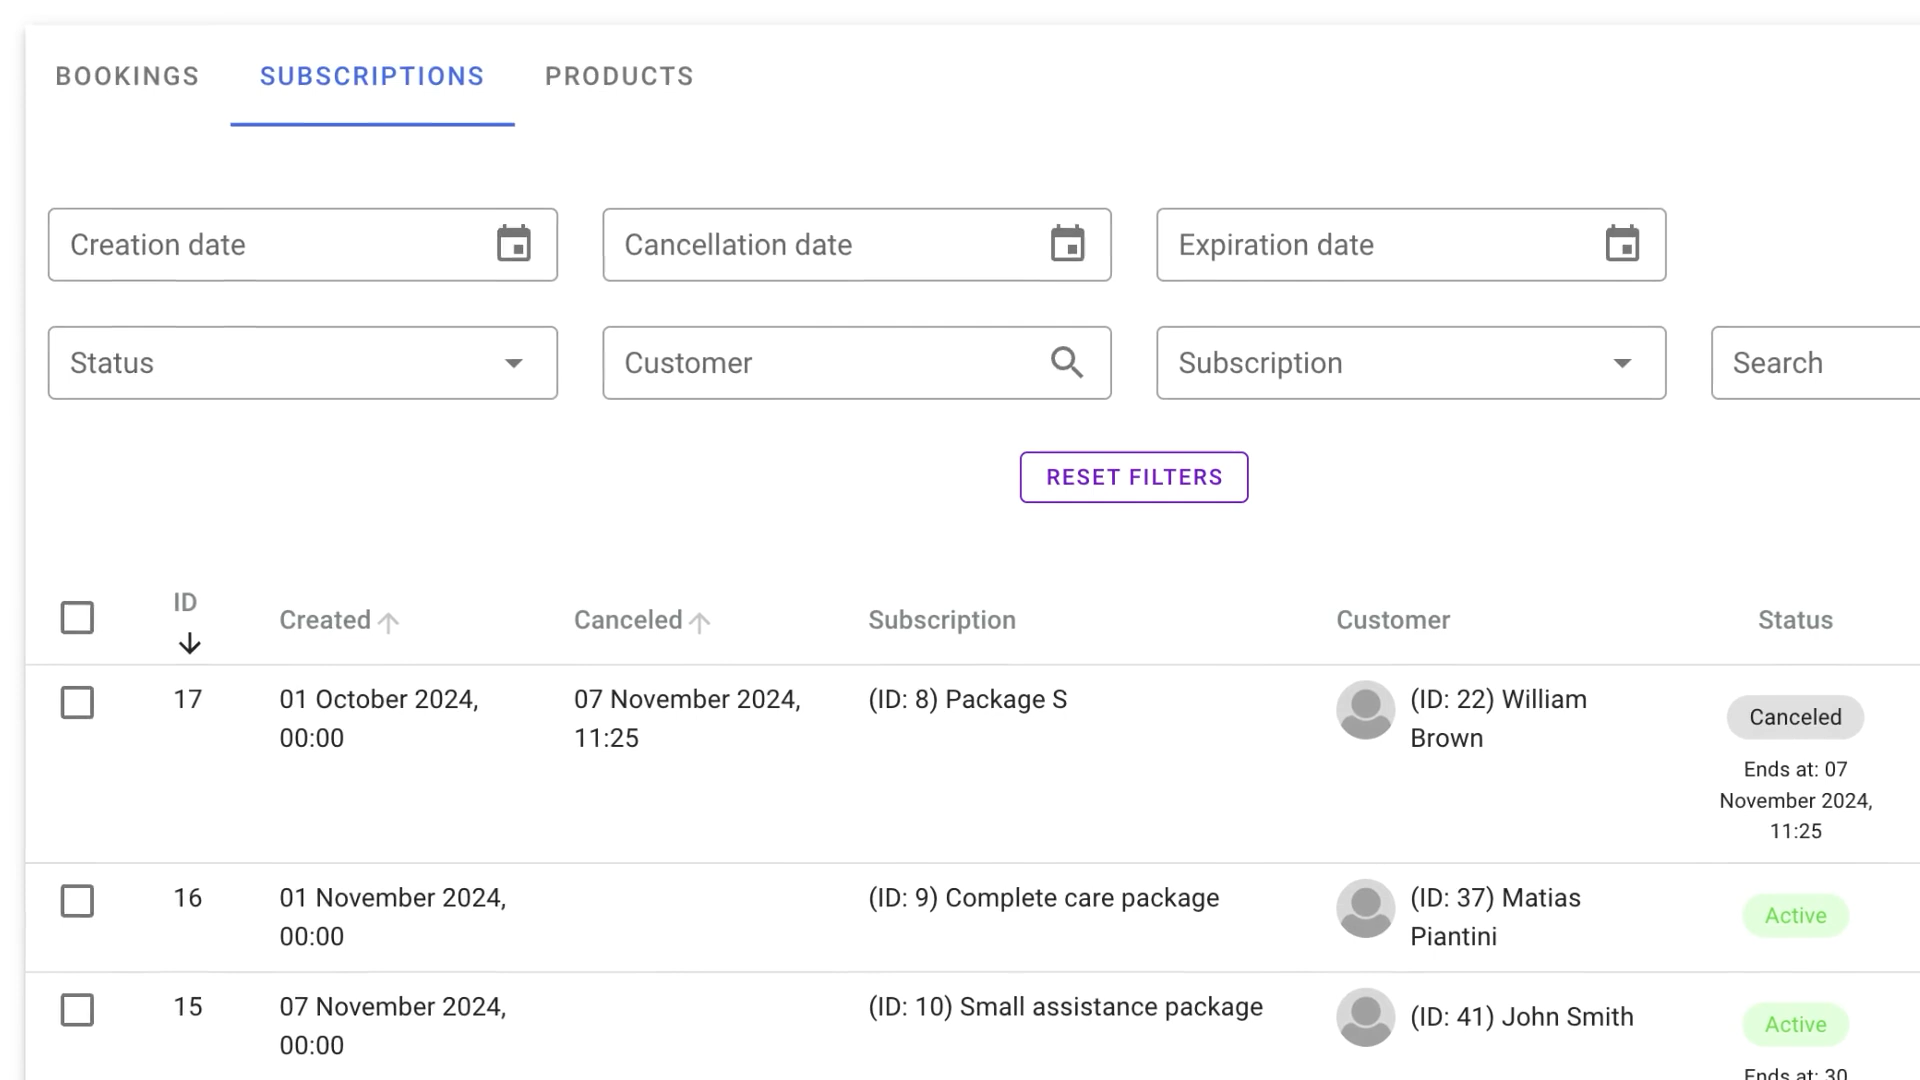 BOOKINGS SUBSCRIPTIONS PRODUCTS
Creation date Cancellation date Expiration date
Status Customer Subscription Search
RESET FILTERS
ID Created Canceled Subscription Customer Status
17 01 October 2024, 07 November 2024, (ID: 8) Package S (ID: 22) William Canceled
00:00 11:25 Brown
Ends at: 07
November 2024,
11:25
16 01 November 2024, (ID: 9) Complete care package (ID: 37) Matias Active
00:00 Piantini
15 07 November 2024, (ID: 10) Small assistance package (ID: 41) John Smith Active
00:00
Ends at: 30